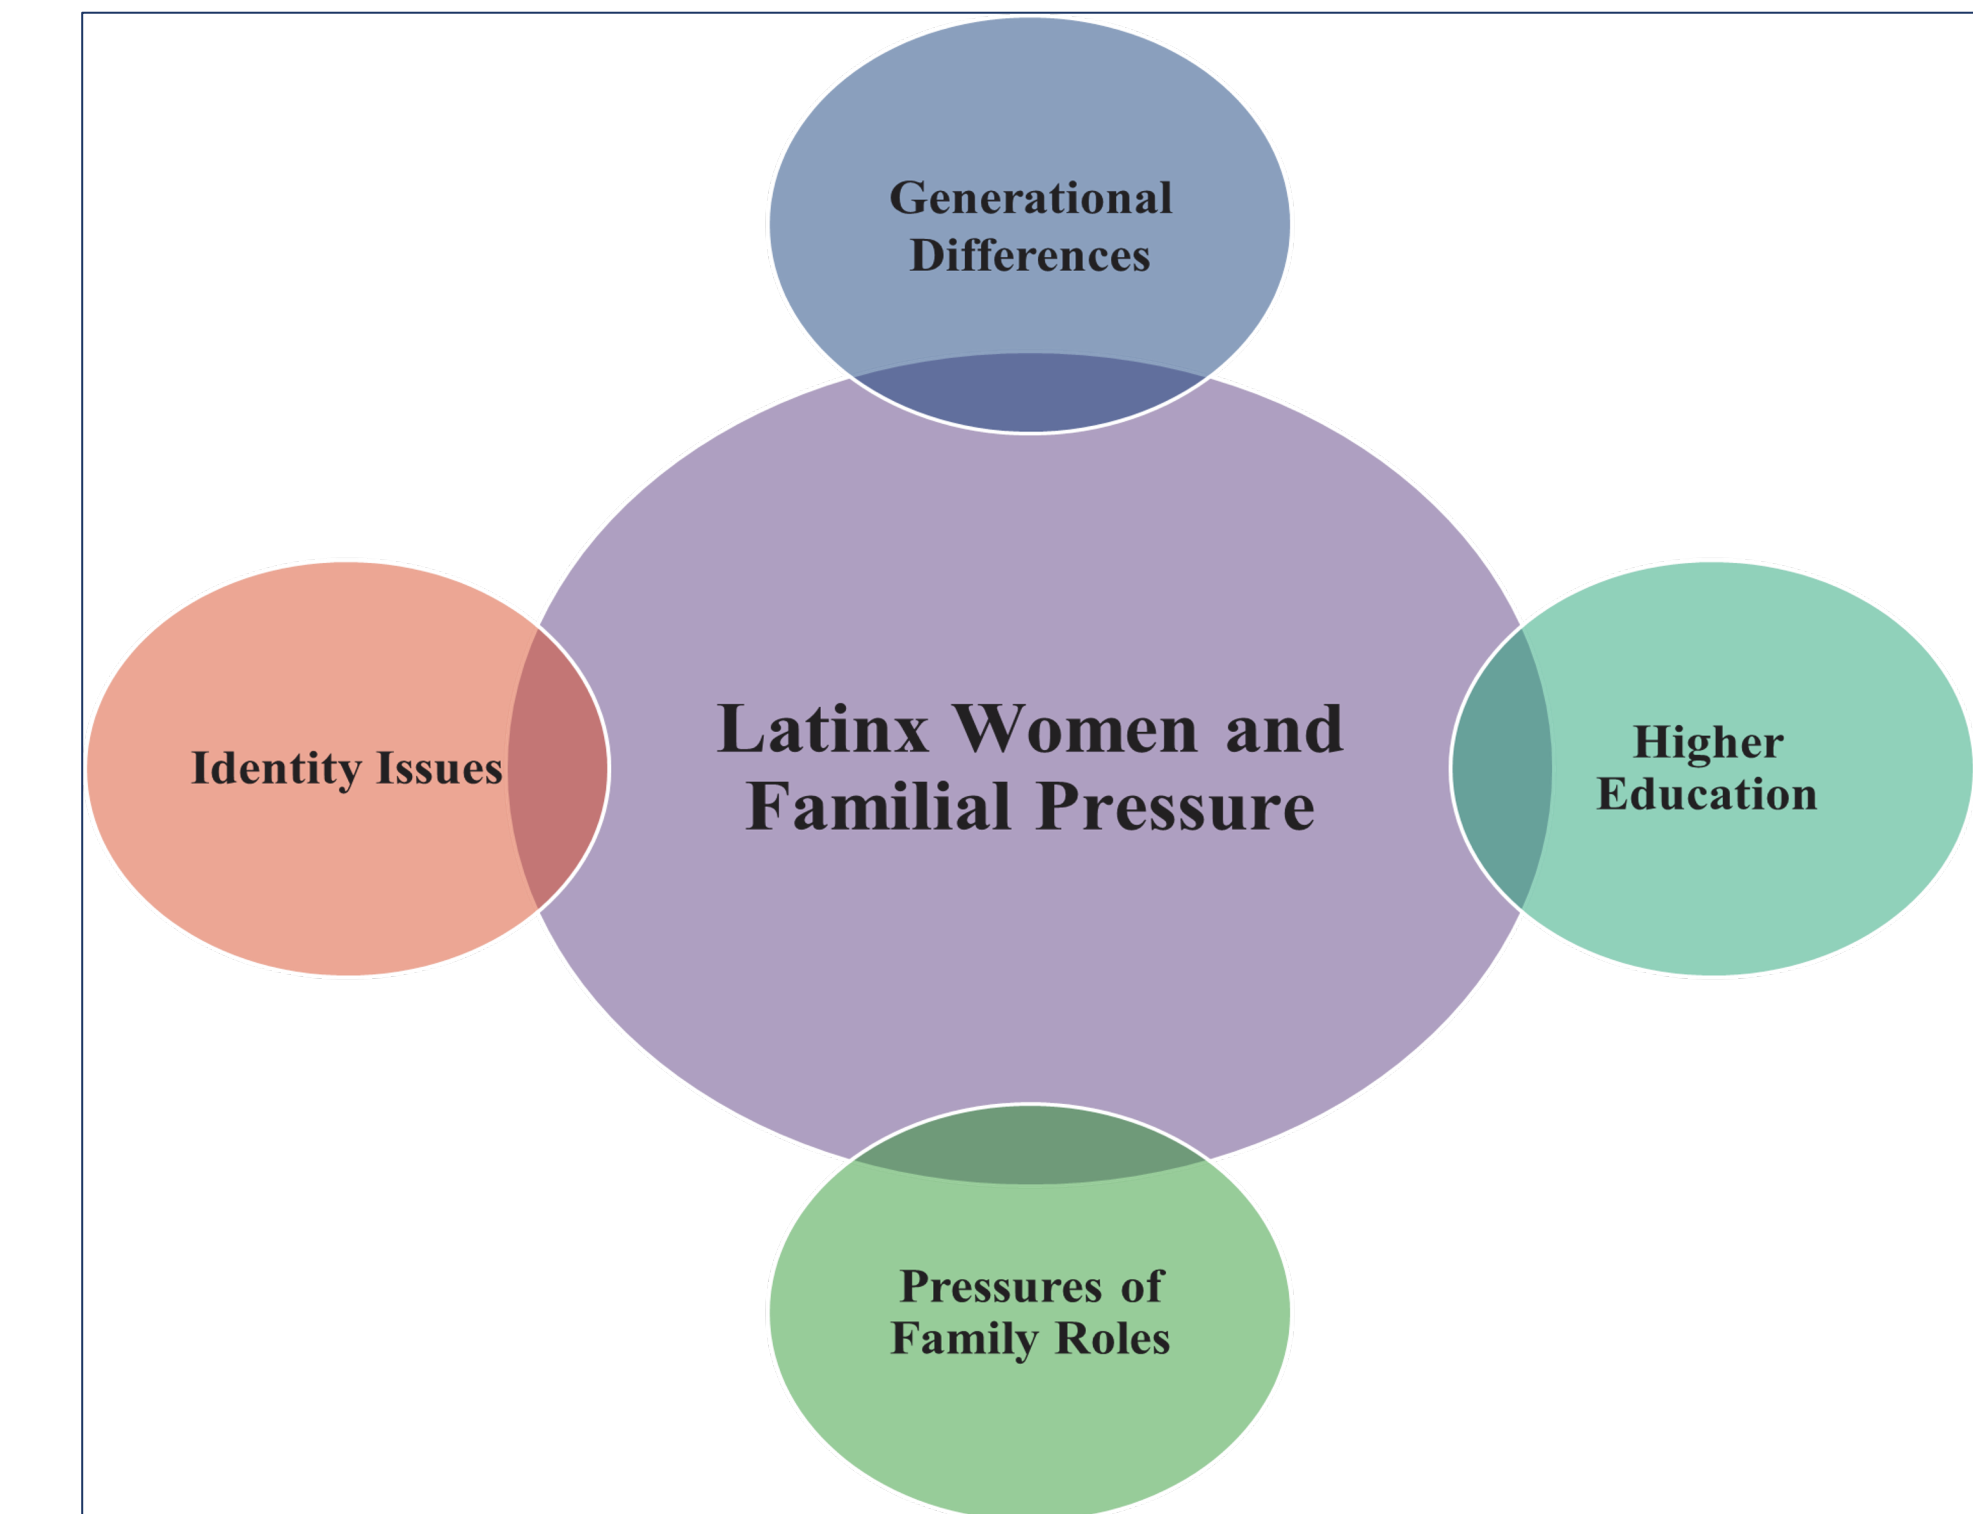 Generational
Differences
Identity Issues
Latinx Women and
Familial Pressure
Higher
Education
Pressures of
Family Roles